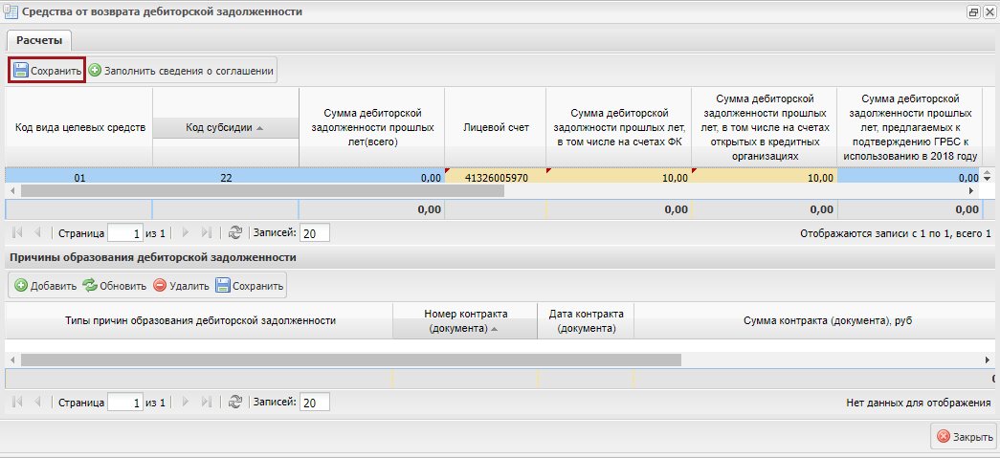 Средства от возврата дебиторской задолженности
Расчеты
Сохранить Заполнить сведения о соглашении
Код вида целевых средств
Код субсидии
Сумма дебиторской
задолженности прошлых
лет(всего)
Лицевой счет
Сумма дебиторской
задолжности прошлых лет,
в том числе на счетах ФК
Сумма дебиторской
задолженности прошлых
лет, в том числе на счетах
открытых в кредитных
организациях
Сумма дебиторской
задолженности прошлых
лет, предлагаемых к
подтверждению ГРБС к
использованию в 2018 году
01 22 0,00 41326005970 10,00 10,00 0,00
0,00 0,00 0,00 0,00
Страница 1 из 1 Записей: 20 Отображаются записи с 1 по 1, всего 1
Причины образования дебиторской задолженности
Добавить Обновить Удалить Сохранить
Типы причин образования дебиторской задолженности
Номер контракта
(документа)
Дата контракта
(документа)
Сумма контракта (документа), руб
0
Страница 1 из 1 Записей: 20 Нет данных для отображения
Закрыть